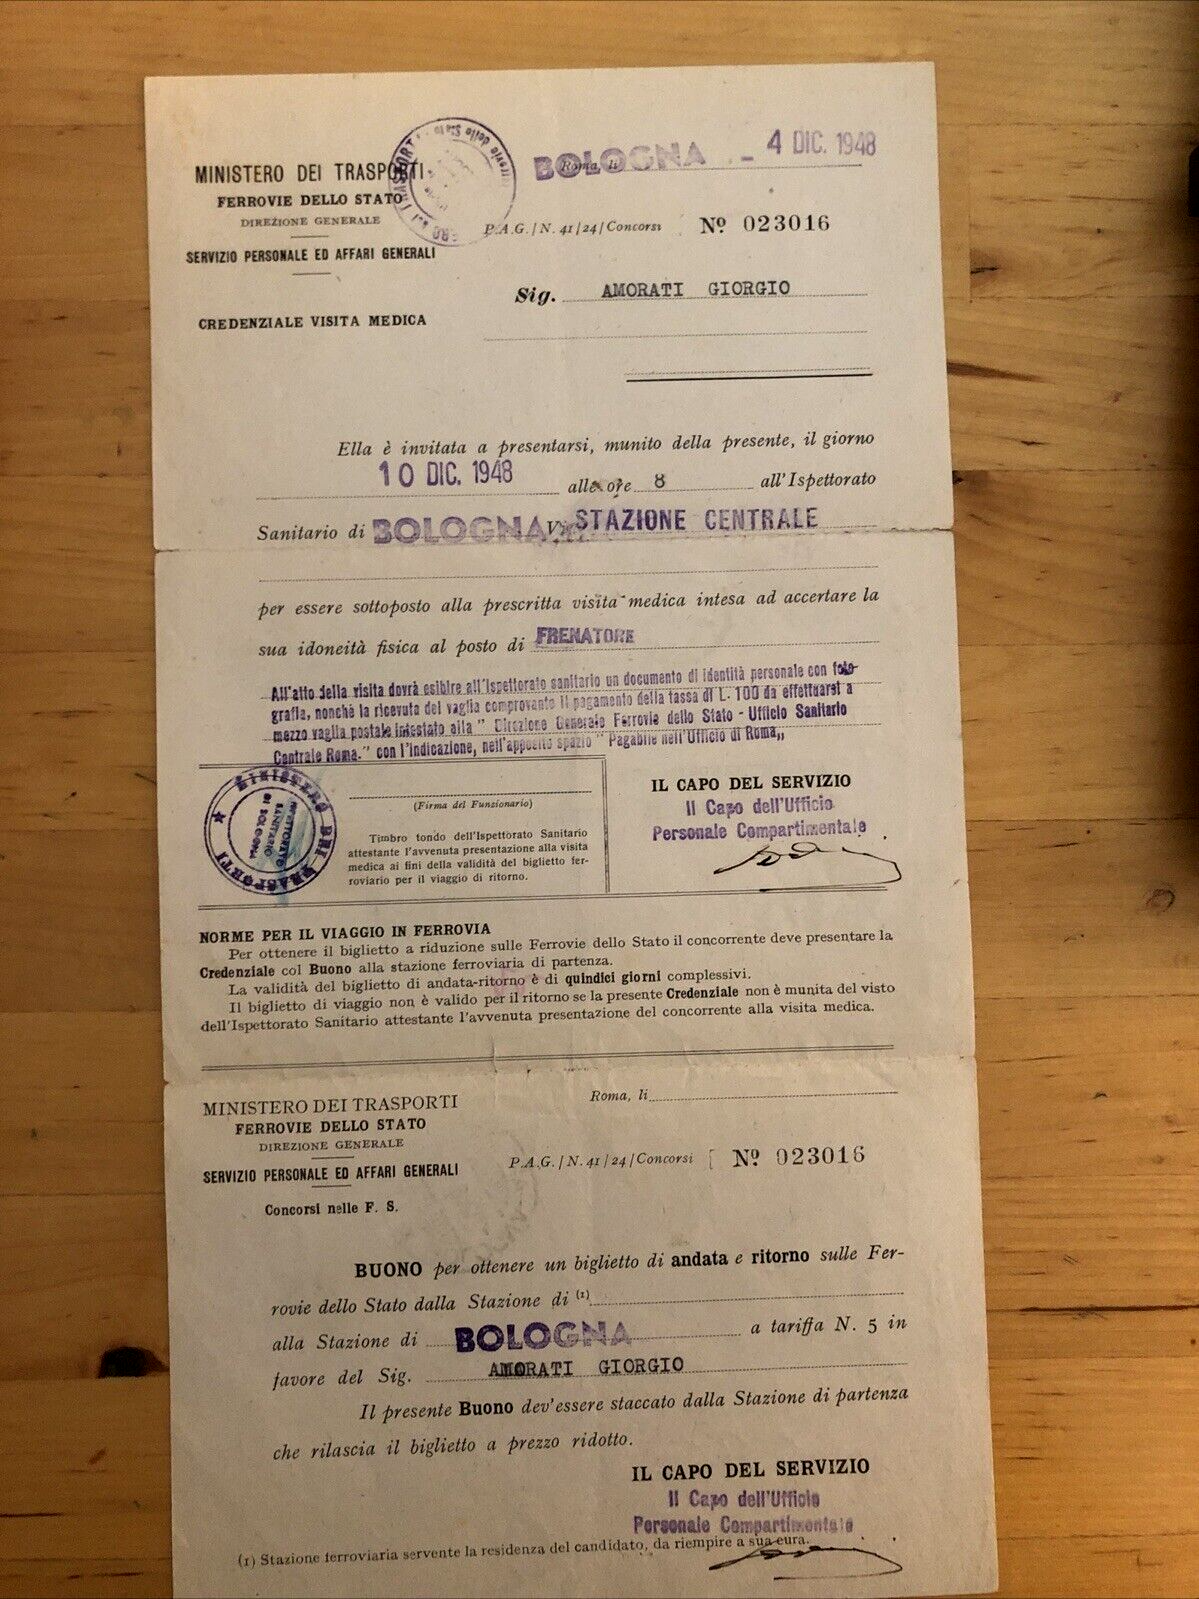 BOLOGNA - 4 DIC. 1948
Roma, li
MINISTERO DEI TRASPORTI
FERROVIE DELLO STATO
DIREZIONE GENERALE
P.A.G./N. 41/24/Concorsi Nº 023016
SERVIZIO PERSONALE ED AFFARI GENERALI
Sig. AMORATI GIORGIO
CREDENZIALE VISITA MEDICA
Ella è invitata a presentarsi, munito della presente, il giorno
10 DIC. 1948 alle ore 8 all'Ispettorato
Sanitario di BOLOGNA Via STAZIONE CENTRALE
per essere sottoposto alla prescritta visita medica intesa ad accertare la
sua idoneità fisica al posto di FRENATORE
All'atto della visita dovrà esibire all'Ispettorato sanitario un documento di identità personale con foto-
grafia, nonchè la ricevuta del vaglia comprovante il pagamento della tassa di L. 100 da effettuarsi a
mezzo vaglia postale intestato alla " Direzione Generale Ferrovie dello Stato - Ufficio Sanitario
Centrale Roma." con l'indicazione, nell'apposito spazio " Pagabile nell'Ufficio di Roma,,
MINISTERO DEI TRASPORTI
ISPETTORATO
SANITARIO
DI BOLOGNA
(Firma del Funzionario)
Timbro tondo dell'Ispettorato Sanitario
attestante l'avvenuta presentazione alla visita
medica ai fini della validità del biglietto fer-
roviario per il viaggio di ritorno.
IL CAPO DEL SERVIZIO
Il Capo dell'Ufficio
Personale Compartimentale
NORME PER IL VIAGGIO IN FERROVIA
Per ottenere il biglietto a riduzione sulle Ferrovie dello Stato il concorrente deve presentare la
Credenziale col Buono alla stazione ferroviaria di partenza.
La validità del biglietto di andata-ritorno è di quindici giorni complessivi.
Il biglietto di viaggio non è valido per il ritorno se la presente Credenziale non è munita del visto
dell'Ispettorato Sanitario attestante l'avvenuta presentazione del concorrente alla visita medica.
MINISTERO DEI TRASPORTI
FERROVIE DELLO STATO
DIREZIONE GENERALE
SERVIZIO PERSONALE ED AFFARI GENERALI
Concorsi nelle F. S.
Roma, li
P.A.G./N. 41/24/Concorsi [ Nº 023016
BUONO per ottenere un biglietto di andata e ritorno sulle Fer-
rovie dello Stato dalla Stazione di (1)
alla Stazione di BOLOGNA a tariffa N. 5 in
favore del Sig. AMORATI GIORGIO
Il presente Buono dev'essere staccato dalla Stazione di partenza
che rilascia il biglietto a prezzo ridotto.
IL CAPO DEL SERVIZIO
Il Capo dell'Ufficio
Personale Compartimentale
(1) Stazione ferroviaria servente la residenza del candidato, da riempire a sua cura.